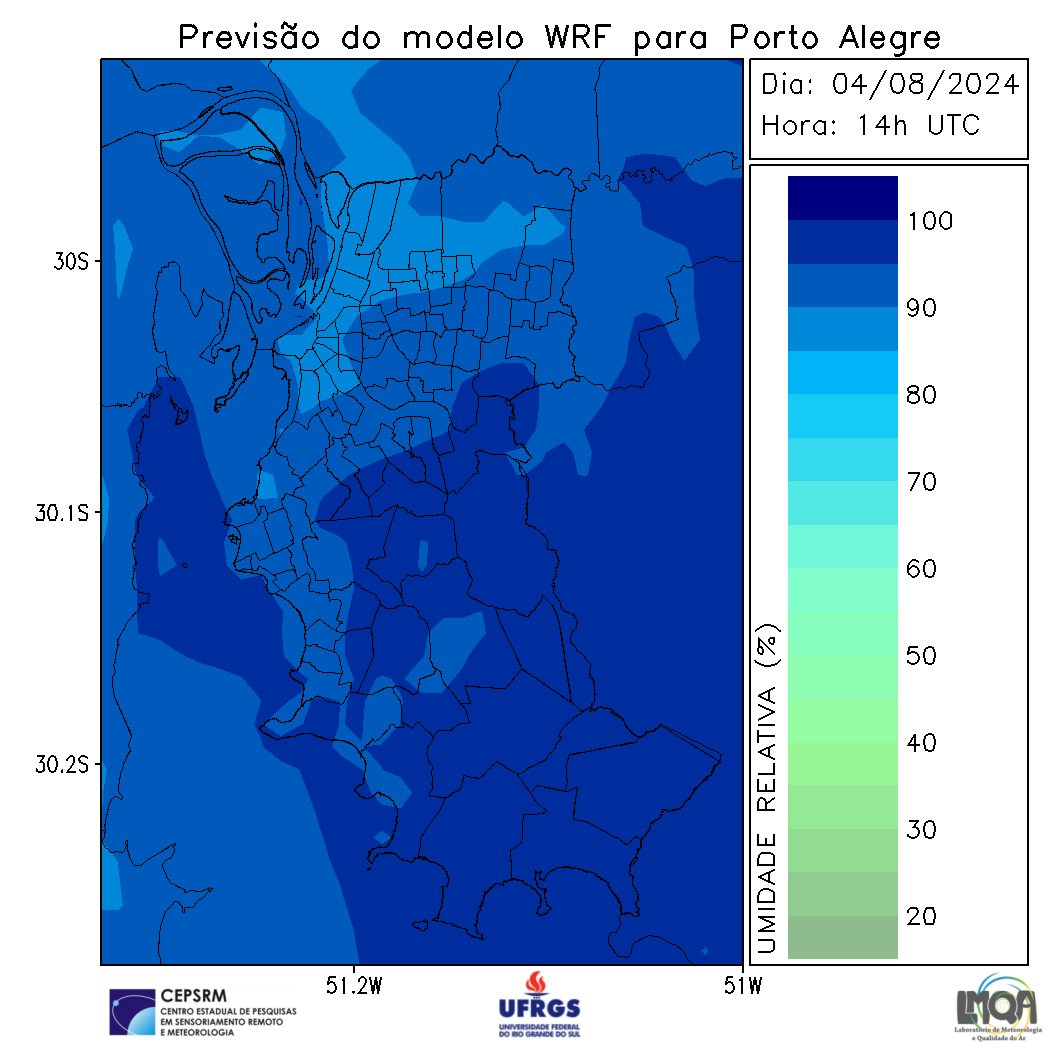 Previsão do modelo WRF para Porto Alegre
Dia: 04/08/2024
Hora: 14h UTC
100
90
80
70
60
50
40
30
20
UMIDADE RELATIVA (%)
30S
30.1S
30.2S
51.2W
51W
CEPSRM
CENTRO ESTADUAL DE PESQUISAS
EM SENSORIAMENTO REMOTO
E METEOROLOGIA
UFRGS
UNIVERSIDADE FEDERAL
DO RIO GRANDE DO SUL
LMQA
Laboratório de Meteorologia
e Qualidade do Ar